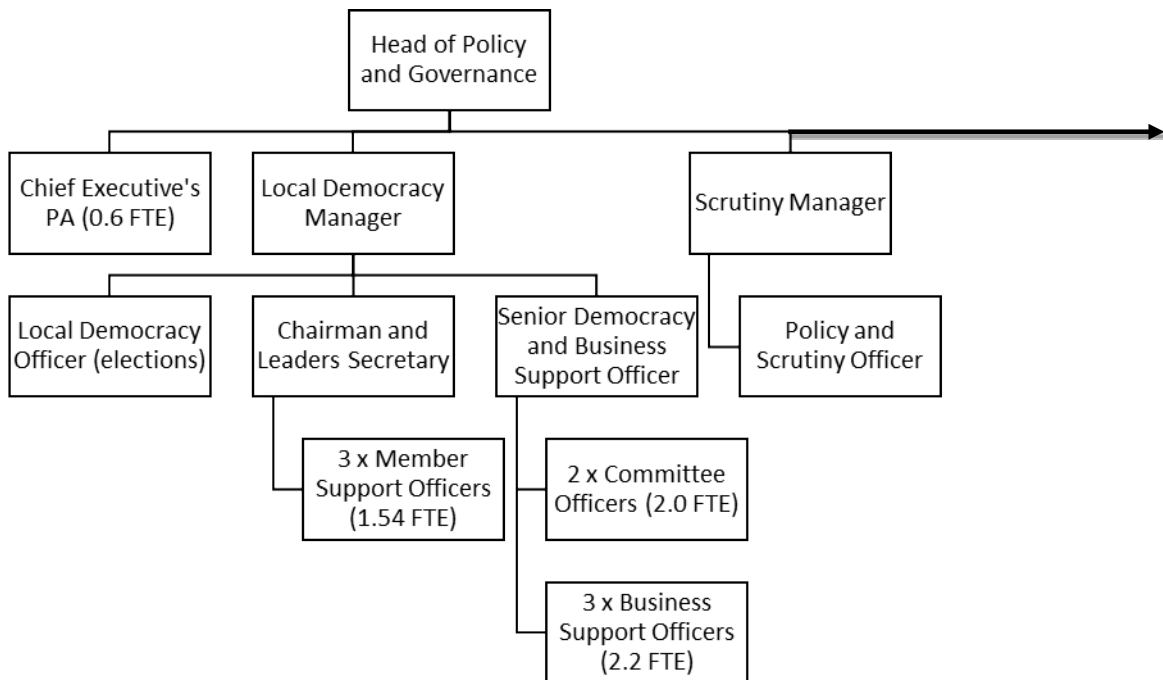 Head of Policy
and Governance
Chief Executive's
PA (0.6 FTE)
Local Democracy
Manager
Scrutiny Manager
Local Democracy
Officer (elections)
Chairman and
Leaders Secretary
Senior Democracy
and Business
Support Officer
Policy and
Scrutiny Officer
3 x Member
Support Officers
(1.54 FTE)
2 x Committee
Officers (2.0 FTE)
3 x Business
Support Officers
(2.2 FTE)